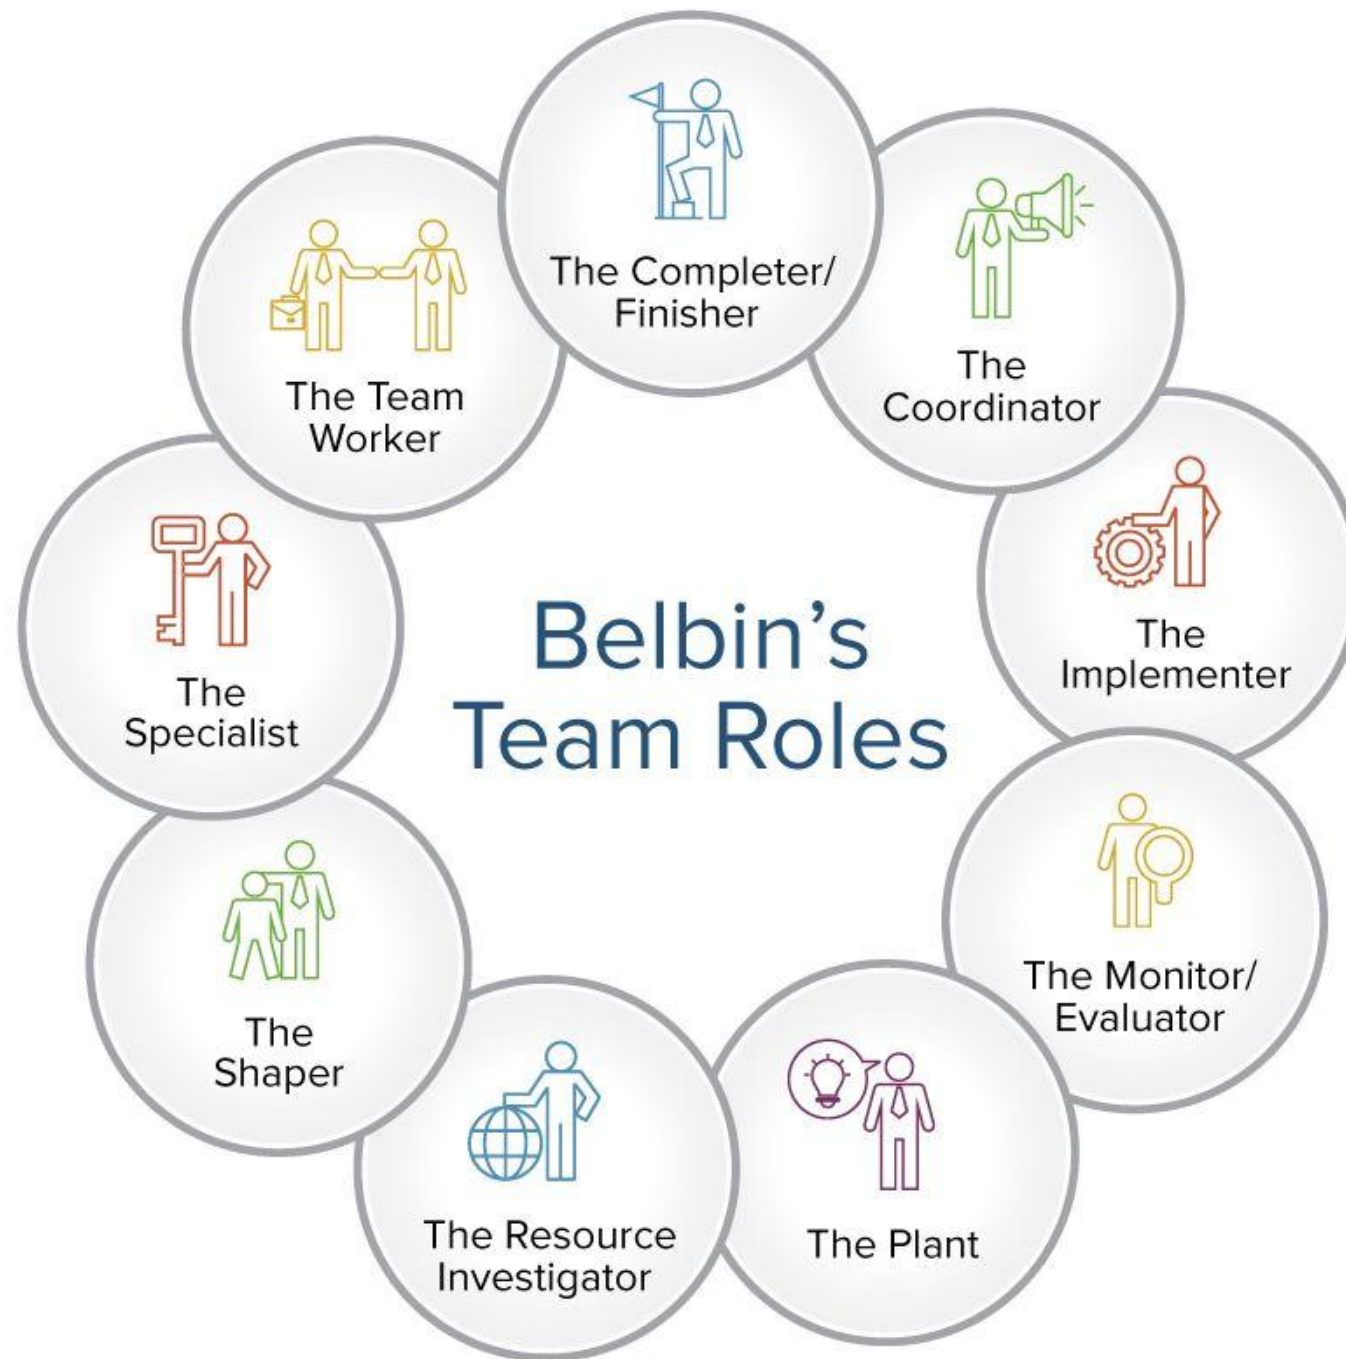 Belbin's
Team Roles
The Completer/
Finisher
The
Coordinator
The
Implementer
The Monitor/
Evaluator
The Plant
The Resource
Investigator
The
Shaper
The
Specialist
The Team
Worker